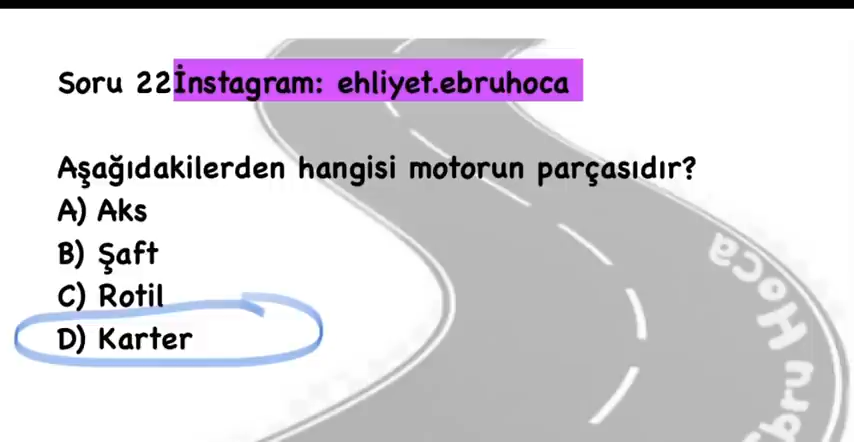 Soru 22İnstagram: ehliyet.ebruhoca
Aşağıdakilerden hangisi motorun parçasıdır?
A) Aks
B) Şaft
C) Rotil
D) Karter
Ebru Hoca